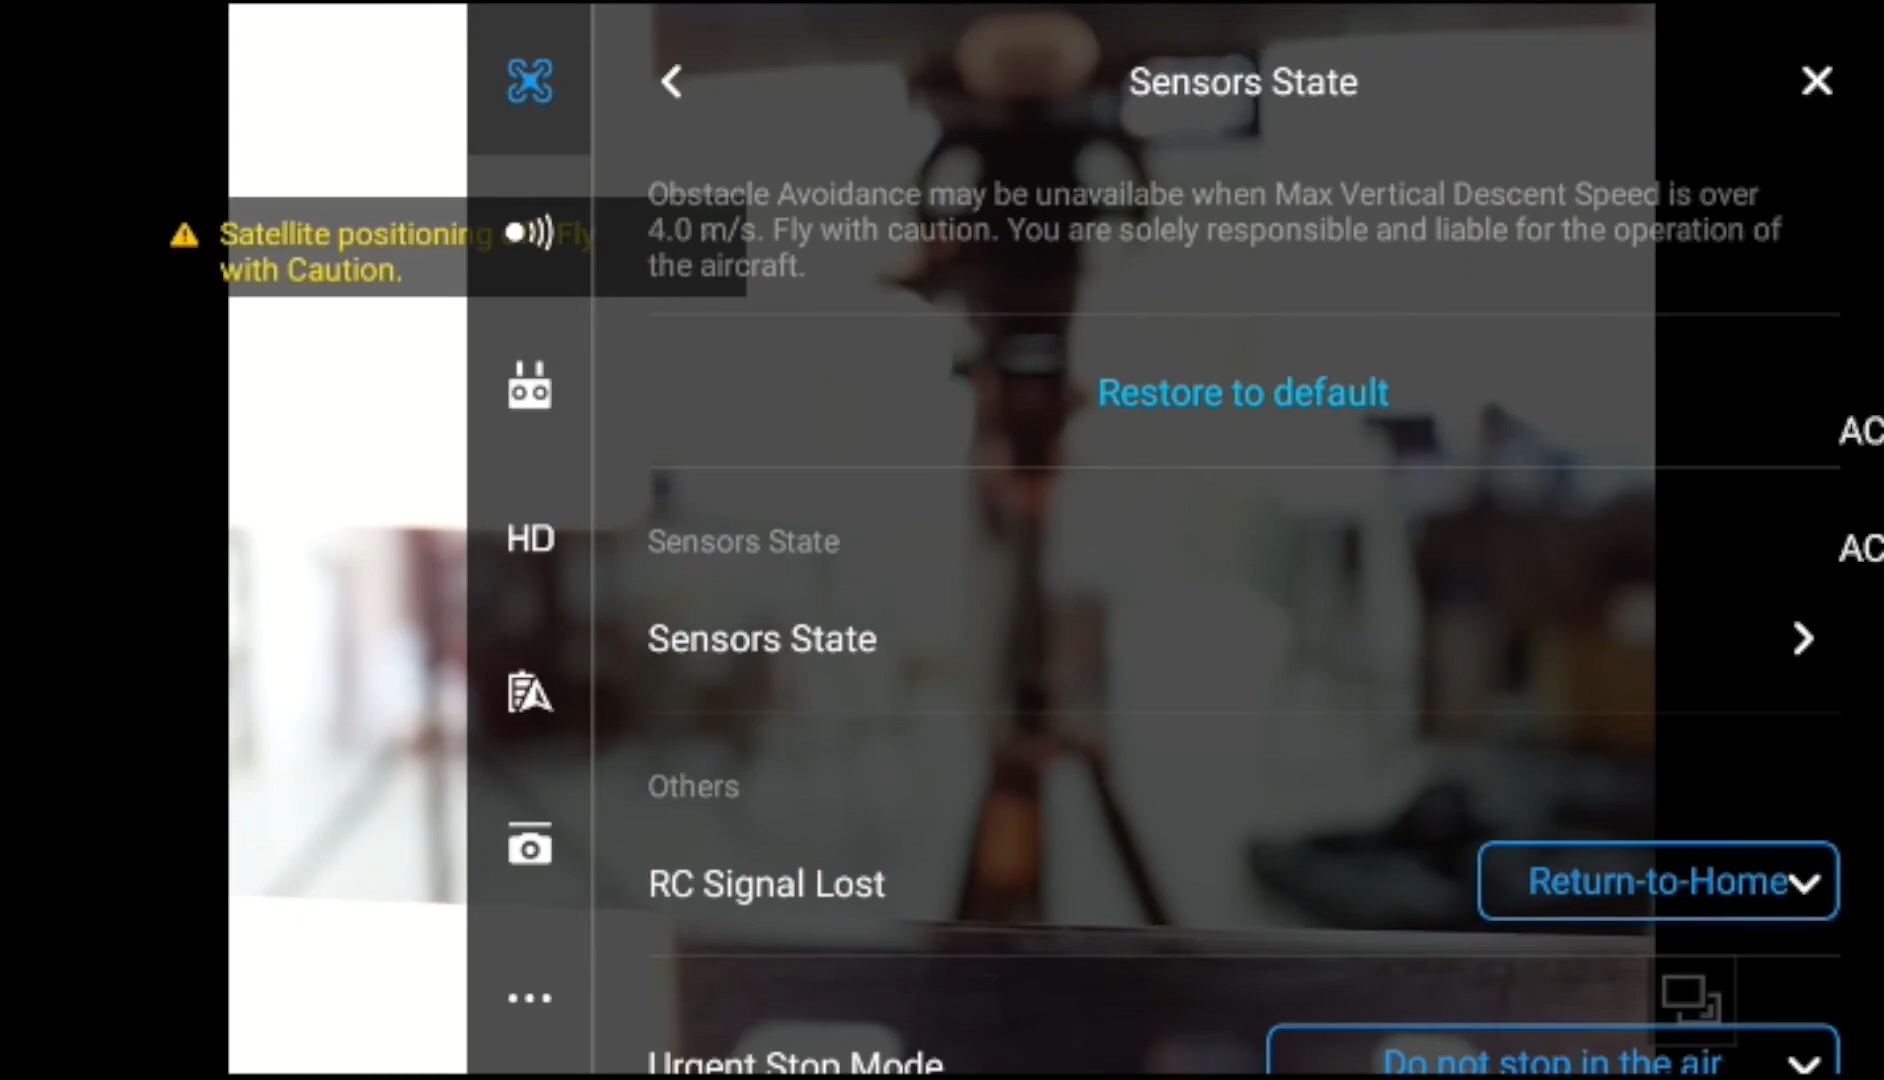 Sensors State
Obstacle Avoidance may be unavailabe when Max Vertical Descent Speed is over
4.0 m/s. Fly with caution. You are solely responsible and liable for the operation of
the aircraft.
Satellite positioning Fly
with Caution.
Restore to default
AC
HD
Sensors State
AC
Sensors State
Others
RC Signal Lost
Return-to-Home
Urgent Stop Mode
Do not stop in the air